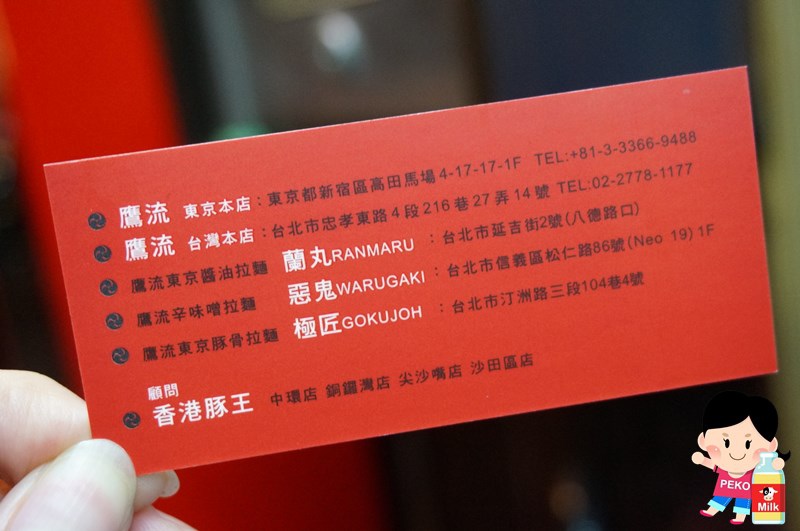 鷹流 東京本店：東京都新宿區高田馬場4-17-17-1F TEL:+81-3-3366-9488
鷹流 台灣本店：台北市忠孝東路4段216巷27弄14號 TEL:02-2778-1177
鷹流東京醬油拉麵 蘭丸RANMARU ：台北市延吉街2號(八德路口)
鷹流辛味噌拉麵 惡鬼WARUGAKI ：台北市信義區松仁路86號(Neo 19) 1F
鷹流東京豚骨拉麵 極匠GOKUJOH ：台北市汀洲路三段104巷4號
顧問
香港豚王 中環店 銅鑼灣店 尖沙嘴店 沙田區店
PEKO
Milk